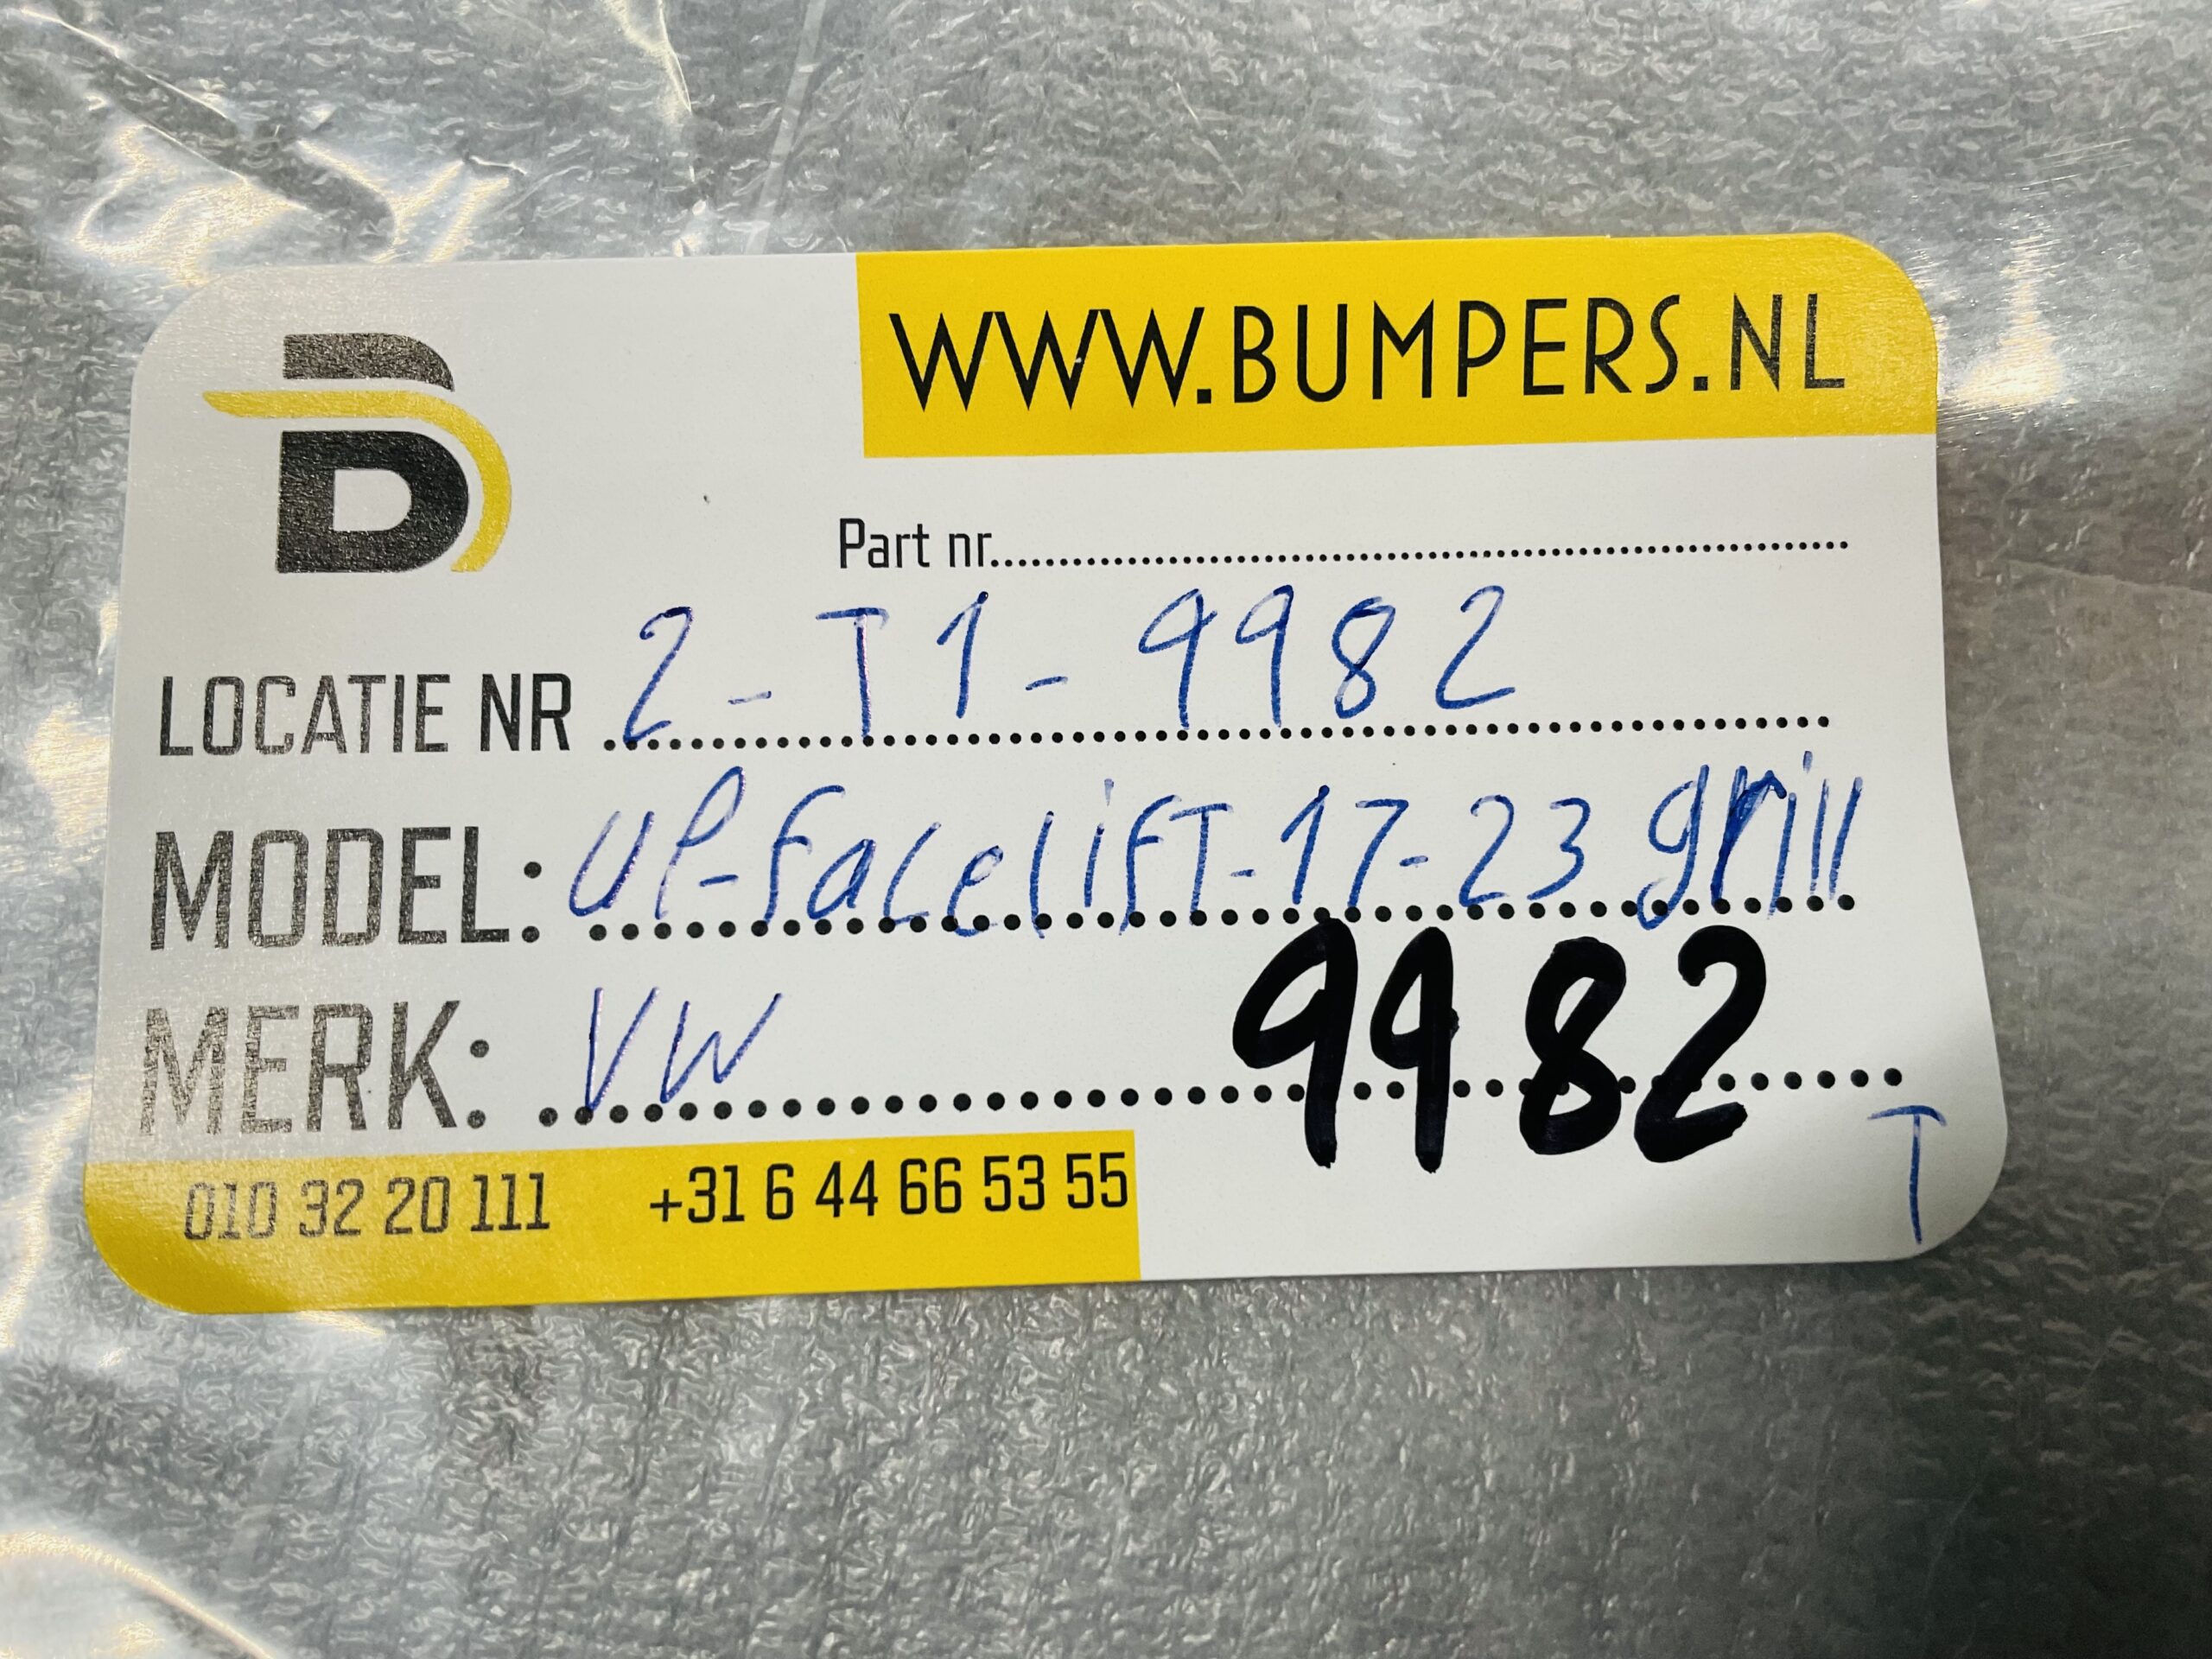 WWW.BUMPERS.NL
Part nr.
LOCATIE NR 2-T1-9982
MODEL: UP-facelifT-17-23 grill
MERK: VW 9982
T
010 32 20 111 +31 6 44 66 53 55